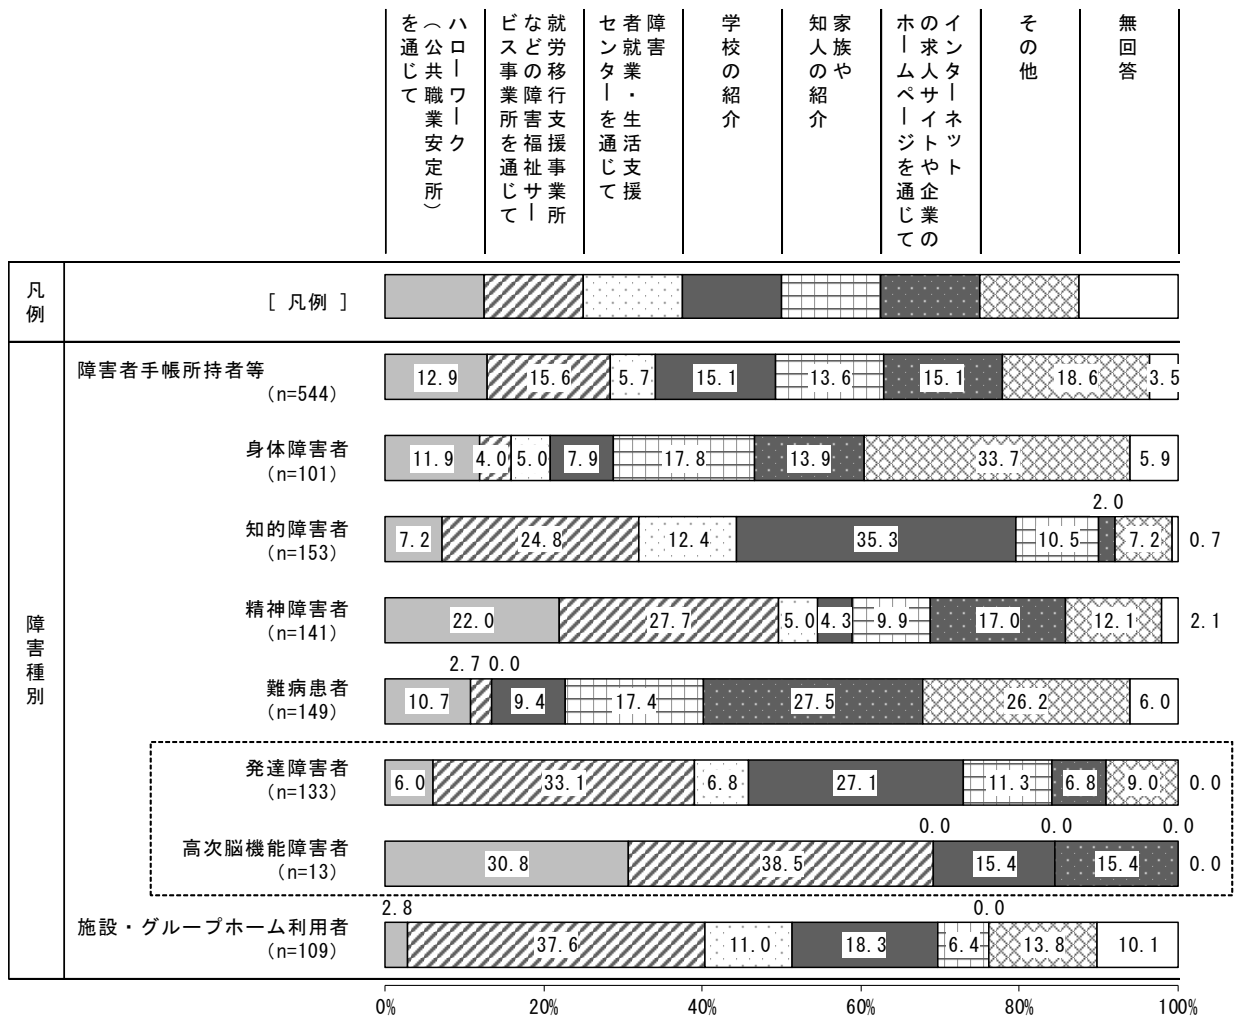 ハローワーク
（公共職業安定所）
を通じて
就労移行支援事業所
などの障害福祉サー
ビス事業所を通じて
障害
者就業・生活支援
センターを通じて
学校の紹介
家族や
知人の紹介
インターネット
の求人サイトや企業の
ホームページを通じて
その他
無回答
凡例
［ 凡例 ］
障害種別
障害者手帳所持者等
（n=544）
12.9 15.6 5.7 15.1 13.6 15.1 18.6 3.5
身体障害者
（n=101）
11.9 4.0 5.0 7.9 17.8 13.9 33.7 5.9
2.0
知的障害者
（n=153）
7.2 24.8 12.4 35.3 10.5 7.2 0.7
精神障害者
（n=141）
22.0 27.7 5.0 4.3 9.9 17.0 12.1 2.1
2.7 0.0
難病患者
（n=149）
10.7 9.4 17.4 27.5 26.2 6.0
発達障害者
（n=133）
6.0 33.1 6.8 27.1 11.3 6.8 9.0 0.0
0.0 0.0 0.0
高次脳機能障害者
（n=13）
30.8 38.5 15.4 15.4 0.0
2.8 0.0
施設・グループホーム利用者
（n=109）
37.6 11.0 18.3 6.4 13.8 10.1
0% 20% 40% 60% 80% 100%